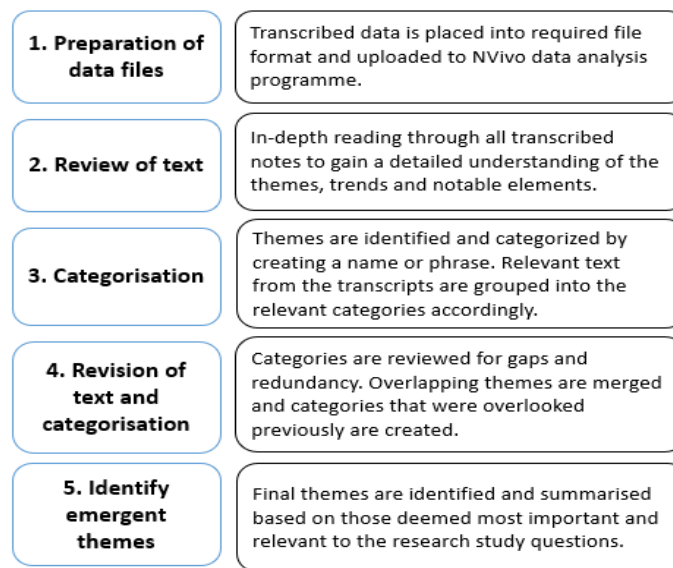 1. Preparation of
data files
Transcribed data is placed into required file
format and uploaded to NVivo data analysis
programme.
2. Review of text
In-depth reading through all transcribed
notes to gain a detailed understanding of the
themes, trends and notable elements.
3. Categorisation
Themes are identified and categorized by
creating a name or phrase. Relevant text
from the transcripts are grouped into the
relevant categories accordingly.
4. Revision of
text and
categorisation
Categories are reviewed for gaps and
redundancy. Overlapping themes are merged
and categories that were overlooked
previously are created.
5. Identify
emergent
themes
Final themes are identified and summarised
based on those deemed most important and
relevant to the research study questions.